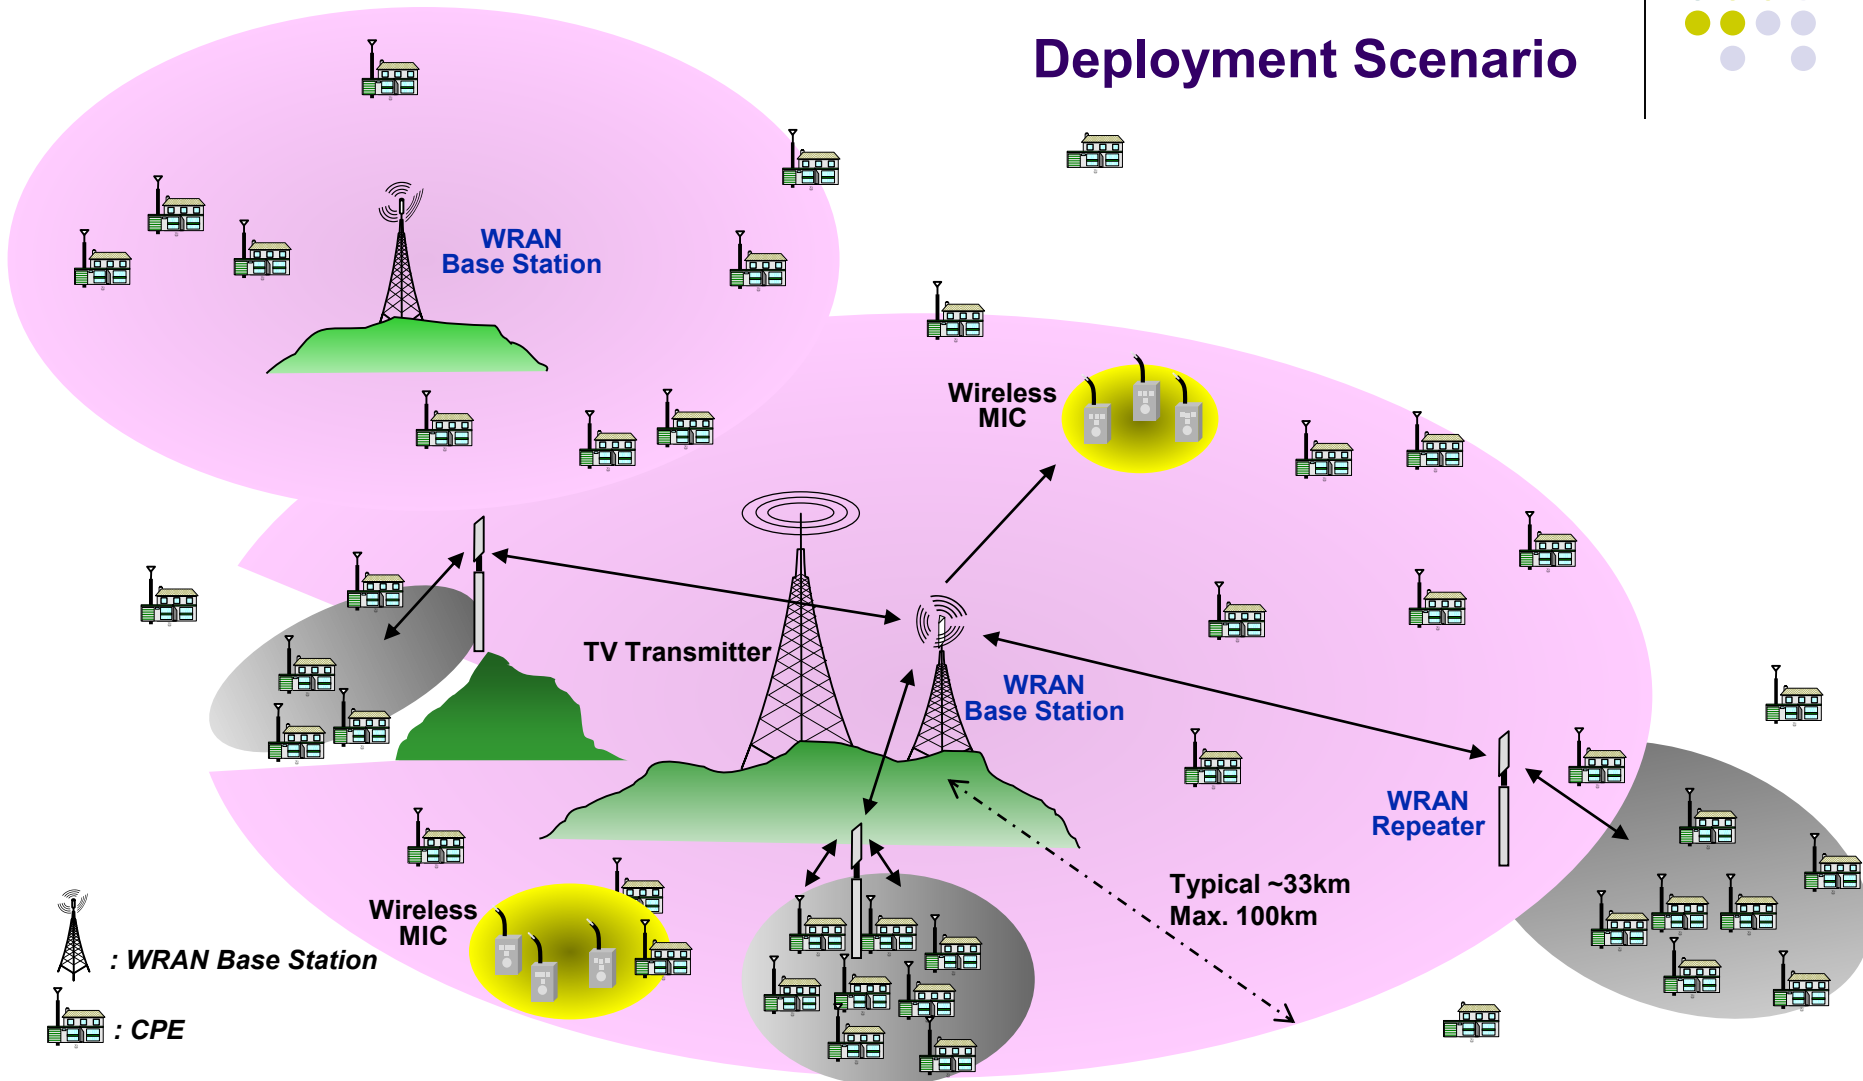 Deployment Scenario
WRAN
Base Station
Wireless
MIC
TV Transmitter
WRAN
Base Station
WRAN
Repeater
Typical ~33km
Max. 100km
Wireless
MIC
: WRAN Base Station
: CPE